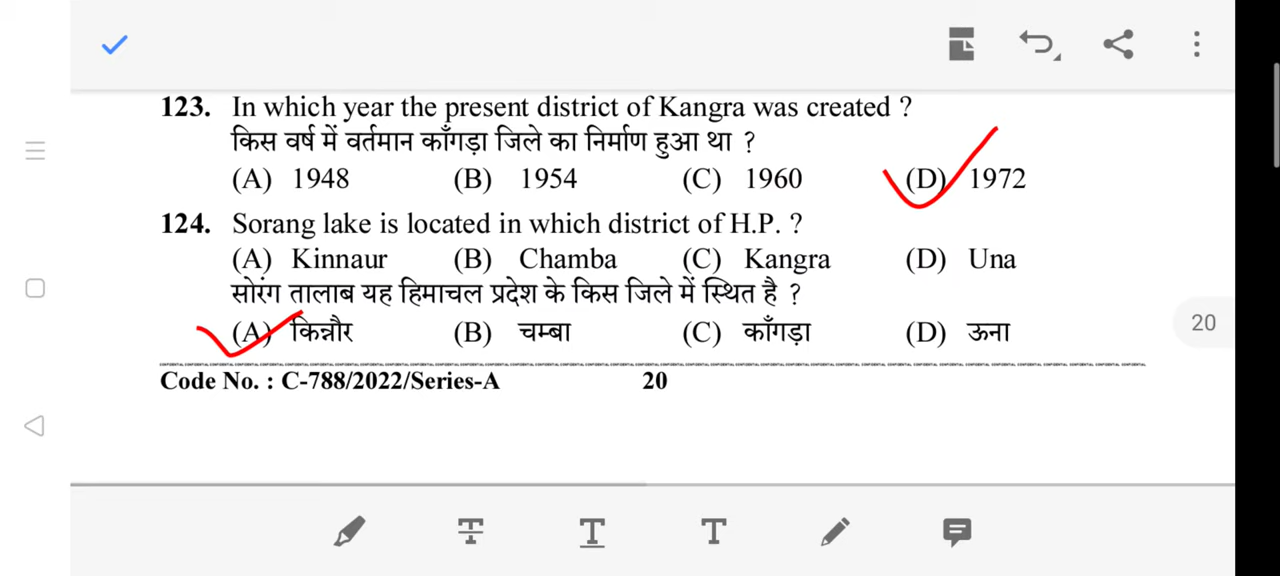 123. In which year the present district of Kangra was created ?
किस वर्ष में वर्तमान काँगड़ा जिले का निर्माण हुआ था ?
(A) 1948 (B) 1954 (C) 1960 (D) 1972
124. Sorang lake is located in which district of H.P. ?
(A) Kinnaur (B) Chamba (C) Kangra (D) Una
सोरंग तालाब यह हिमाचल प्रदेश के किस जिले में स्थित है ?
(A) किन्नौर (B) चम्बा (C) काँगड़ा (D) ऊना
20
Code No. : C-788/2022/Series-A 20